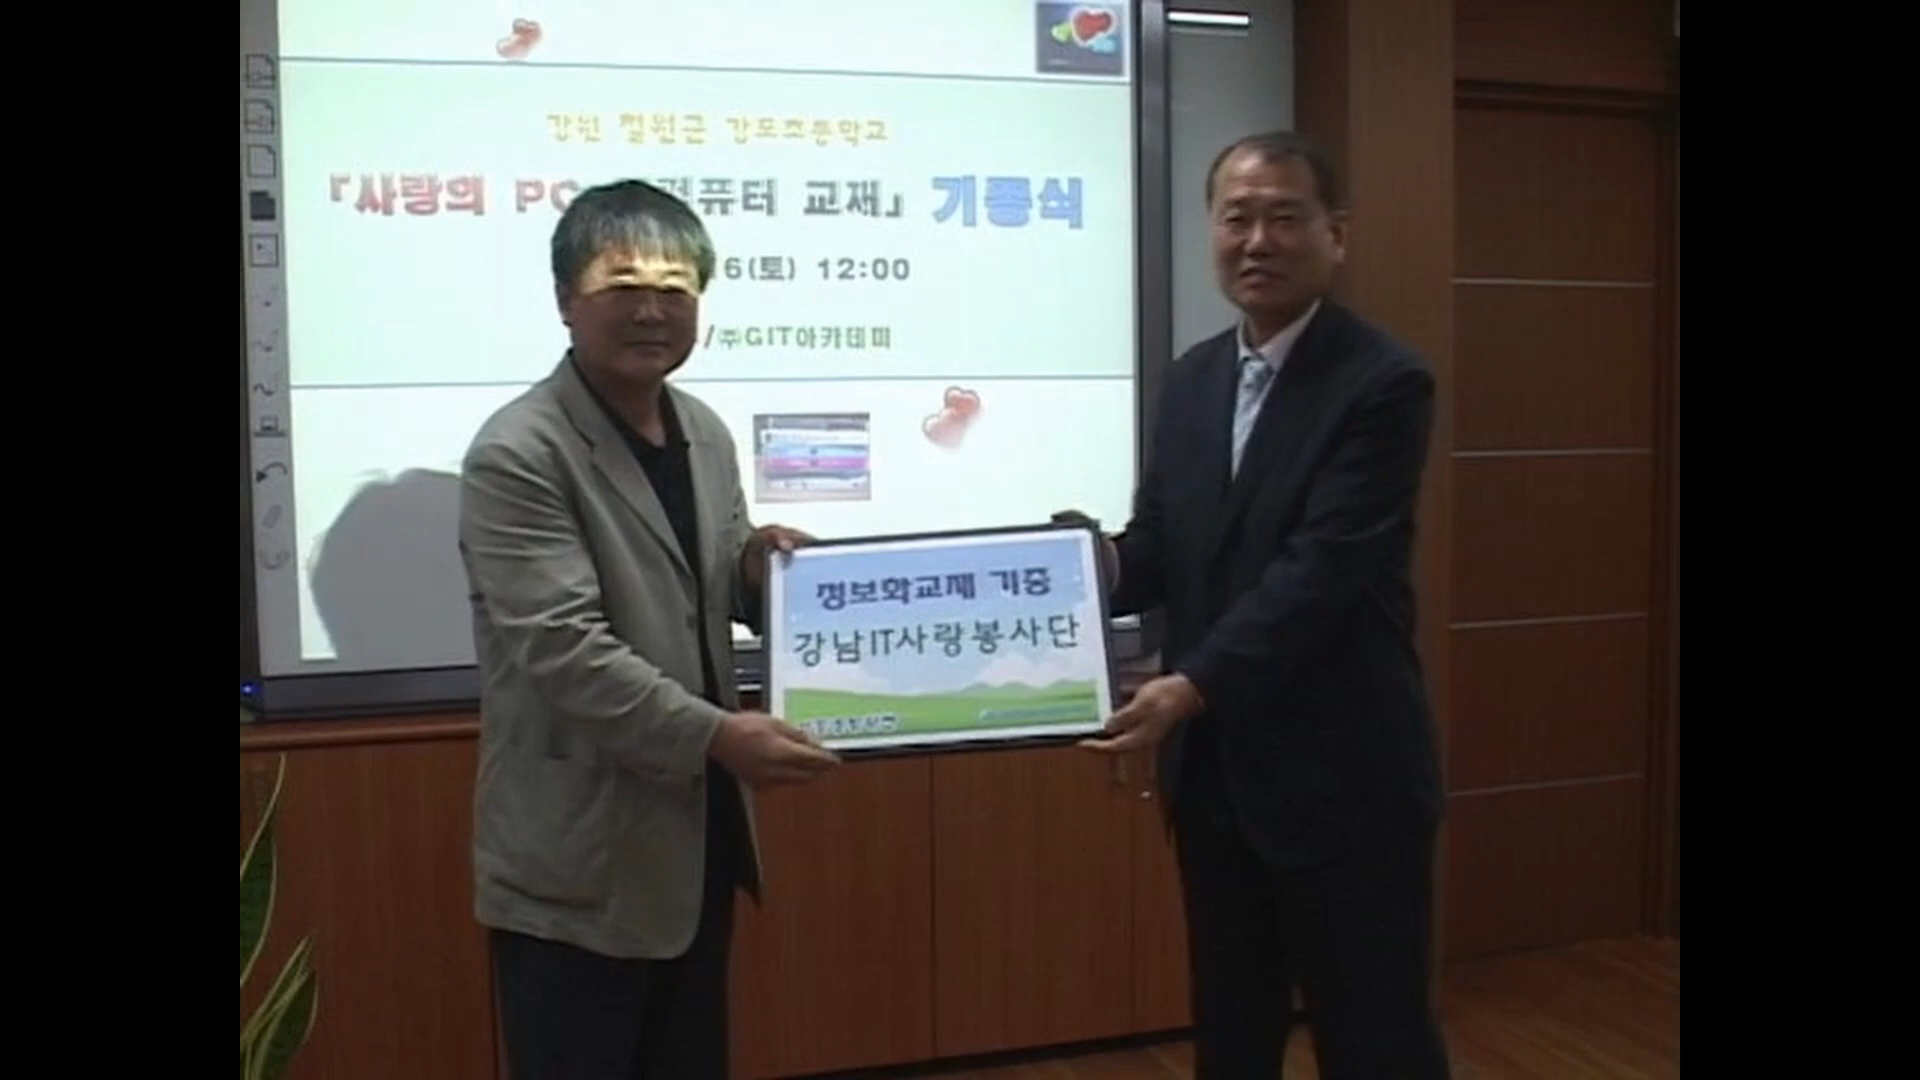 강원 철원군 강포초등학교
「사랑의 PC 컴퓨터 교재」 기증식
16(토) 12:00
/㈜GIT아카데미
정보화교재 기증
강남IT사랑봉사단